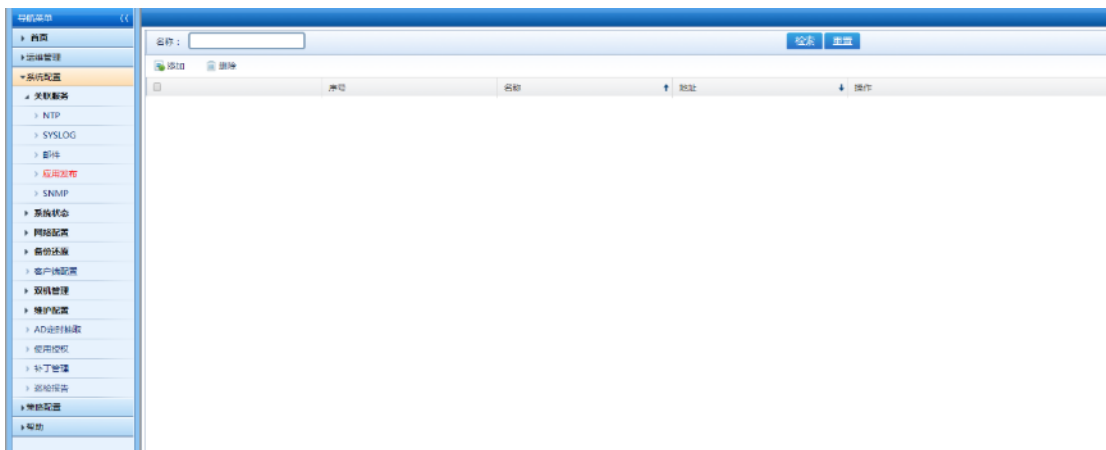 导航菜单
首页
运维管理
系统配置
关联服务
NTP
SYSLOG
邮件
应用发布
SNMP
系统状态
网络配置
备份还原
客户端配置
双机管理
维护配置
AD定时抽取
使用授权
补丁管理
巡检报告
策略配置
帮助
名称：
检索 重置
添加 删除
序号 名称 地址 操作